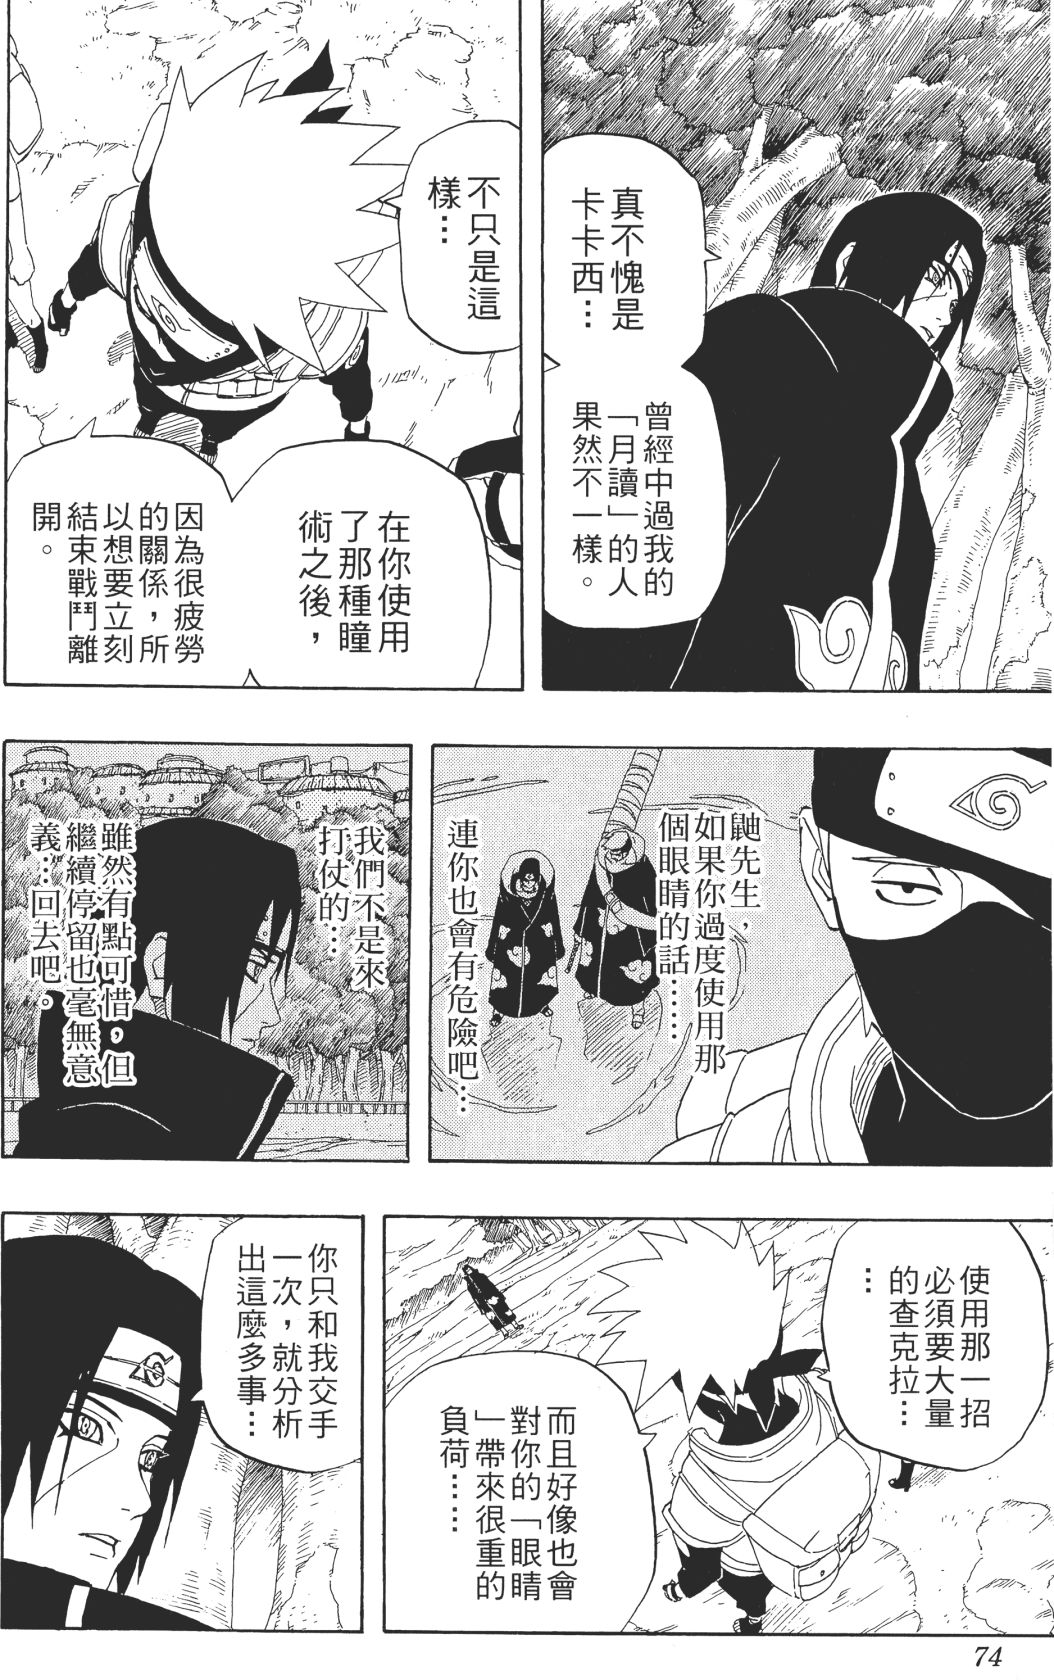 真不愧是
卡卡西…
曾經中過我的
「月讀」的人
果然不一樣。
不只是這
樣…
在你使用
了那種瞳
術之後，
因為很疲勞
的關係，所
以想要立刻
結束戰鬥離
開。
鼬先生，
如果你過度使用那
個眼睛的話……
連你也會有危險吧…
我們不是來
打仗的…
雖然有點可惜，但
繼續停留也毫無意
義…回去吧。
使用那一招
必須要大量
的查克拉…
…
而且好像也會
對你的「眼睛
」帶來很重的
負荷……
你只和我交手
一次，就分析
出這麼多事…
74